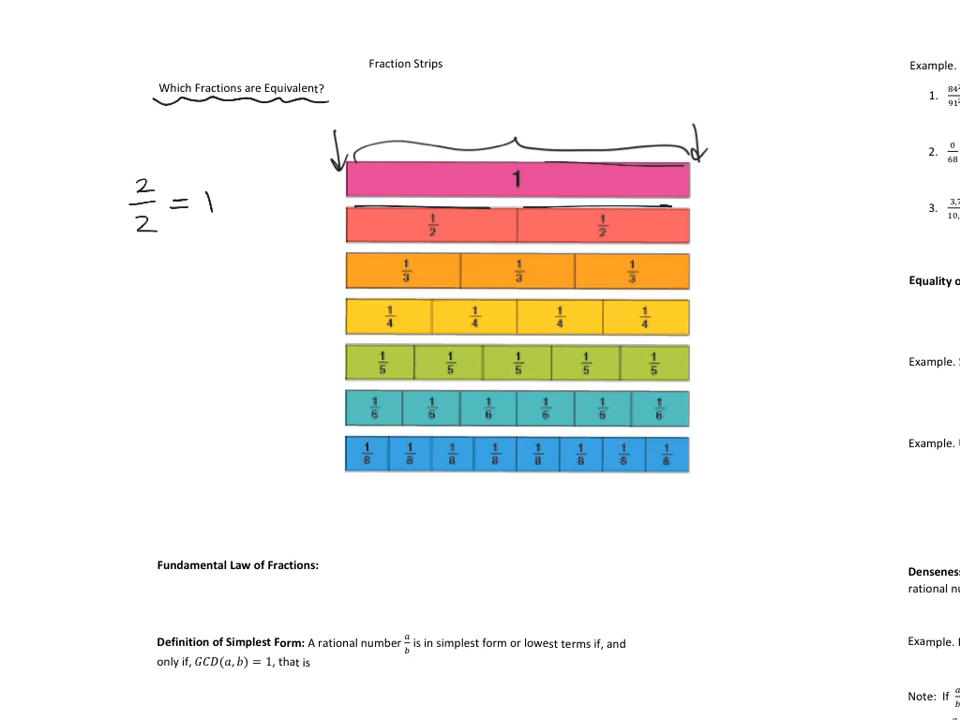 Fraction Strips
Which Fractions are Equivalent?
2/2 = 1
1
1/2 1/2
1/3 1/3 1/3
1/4 1/4 1/4 1/4
1/5 1/5 1/5 1/5 1/5
1/6 1/6 1/6 1/6 1/6 1/6
1/8 1/8 1/8 1/8 1/8 1/8 1/8 1/8
Fundamental Law of Fractions:
Definition of Simplest Form: A rational number a/b is in simplest form or lowest terms if, and
only if, GCD(a, b) = 1, that is
Example.
1.
2. 0/68
3.
Equality o
Example.
Example.
Denseness
rational nu
Example.
Note: If a/b